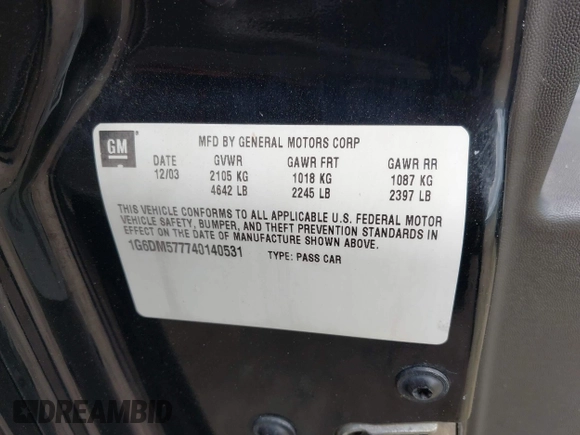 GM
MFD BY GENERAL MOTORS CORP
DATE GVWR GAWR FRT GAWR RR
12/03 2105 KG 1018 KG 1087 KG
4642 LB 2245 LB 2397 LB
THIS VEHICLE CONFORMS TO ALL APPLICABLE U.S. FEDERAL MOTOR
VEHICLE SAFETY, BUMPER, AND THEFT PREVENTION STANDARDS IN
EFFECT ON THE DATE OF MANUFACTURE SHOWN ABOVE.
1G6DM577740140531 TYPE: PASS CAR
DREAMBID